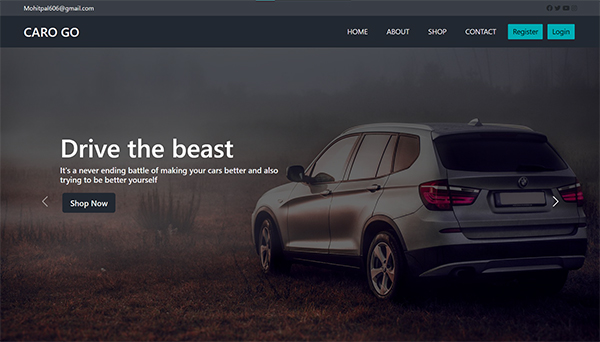 Mohitpal606@gmail.com
CARO GO
HOME
ABOUT
SHOP
CONTACT
Register
Login
Drive the beast
It's a never ending battle of making your cars better and also
trying to be better yourself
Shop Now